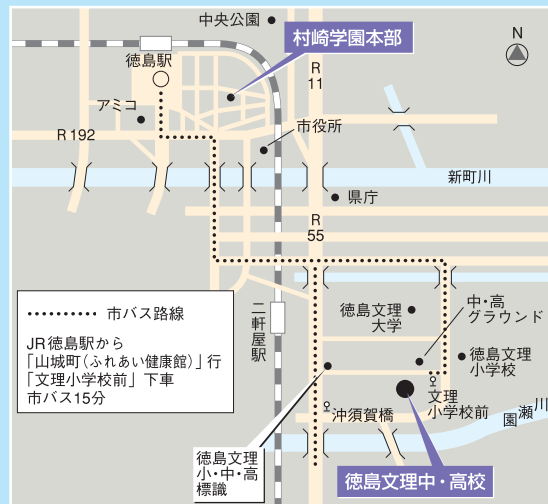 中央公園
村崎学園本部
N
徳島駅
R
11
アミコ
R192
市役所
新町川
県庁
R
55
市バス路線
JR徳島駅から
「山城町(ふれあい健康館)」行
「文理小学校前」下車
市バス15分
二軒屋駅
徳島文理
大学
中・高
グラウンド
徳島文理
小学校
文理
小学校前
沖須賀橋
園瀬川
徳島文理
小・中・高
標識
徳島文理中・高校